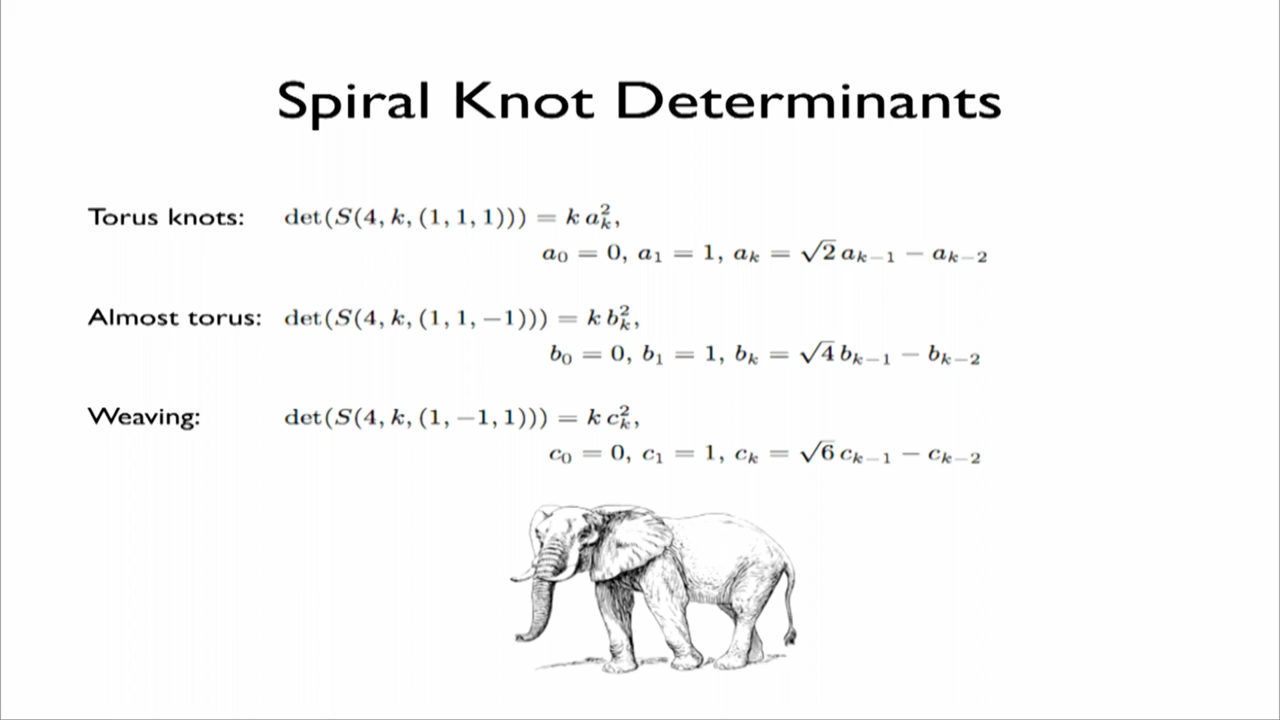 Spiral Knot Determinants
Torus knots: det(S(4, k, (1, 1, 1))) = k a_k^2,
a_0 = 0, a_1 = 1, a_k = √2 a_{k−1} − a_{k−2}
Almost torus: det(S(4, k, (1, 1, −1))) = k b_k^2,
b_0 = 0, b_1 = 1, b_k = √4 b_{k−1} − b_{k−2}
Weaving: det(S(4, k, (1, −1, 1))) = k c_k^2,
c_0 = 0, c_1 = 1, c_k = √6 c_{k−1} − c_{k−2}